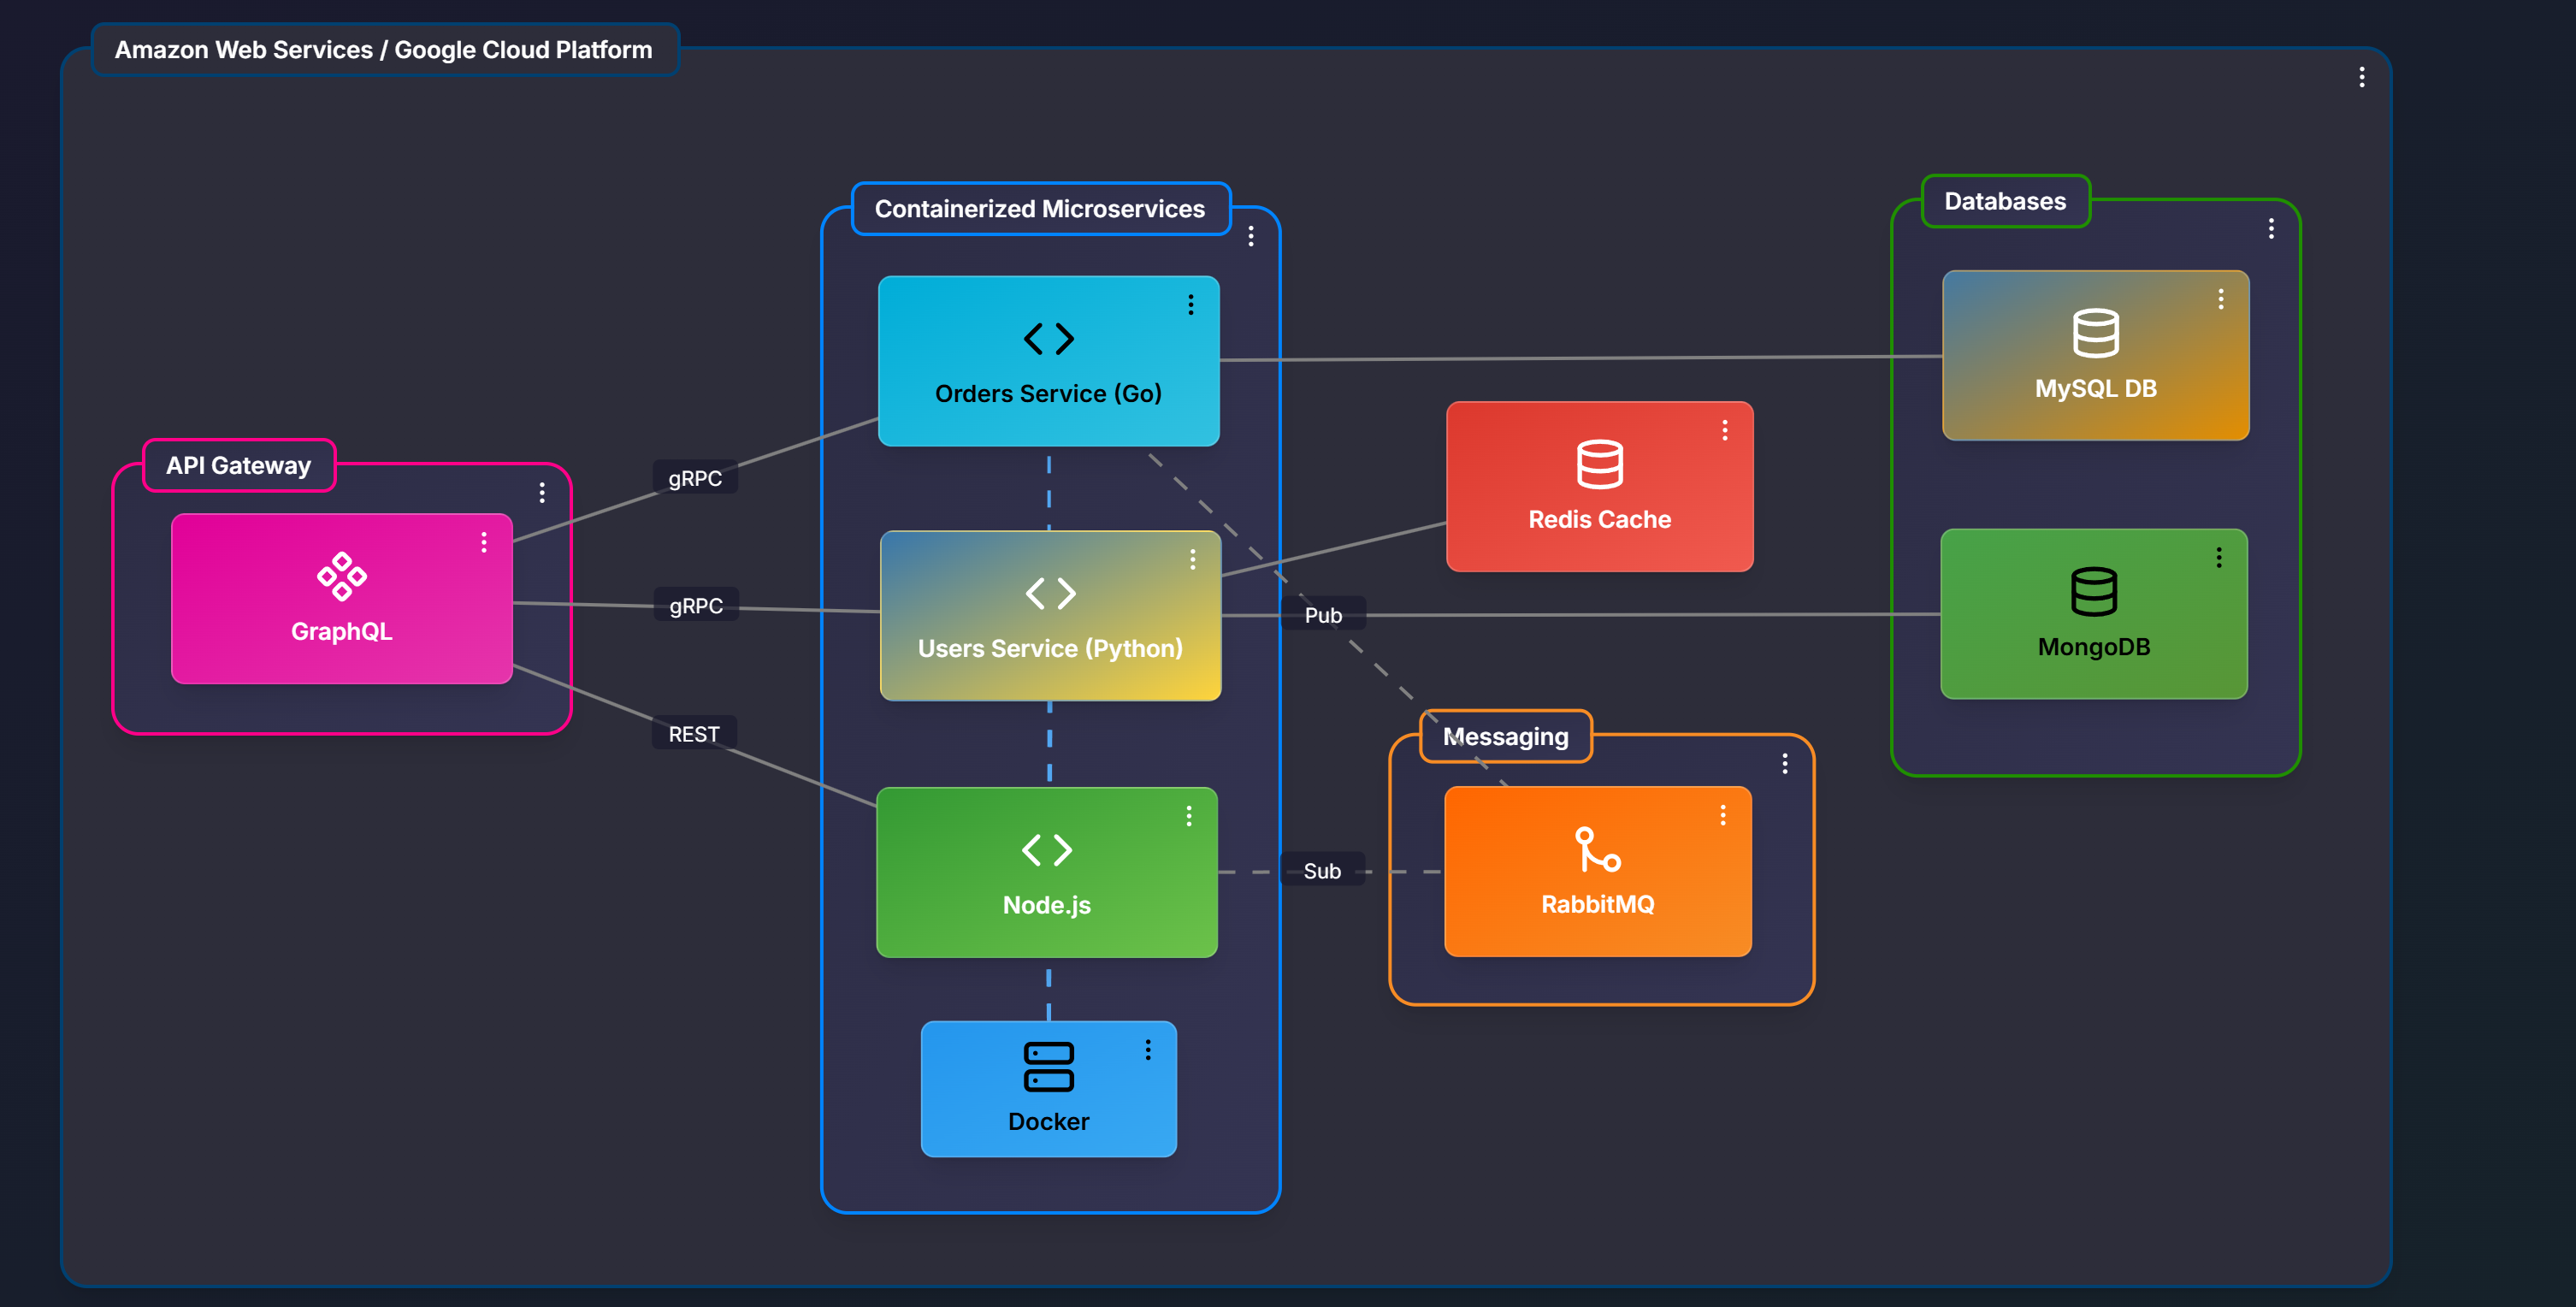 Amazon Web Services / Google Cloud Platform
API Gateway
GraphQL
gRPC
gRPC
REST
Containerized Microservices
Orders Service (Go)
Users Service (Python)
Node.js
Docker
Pub
Sub
Redis Cache
Messaging
RabbitMQ
Databases
MySQL DB
MongoDB